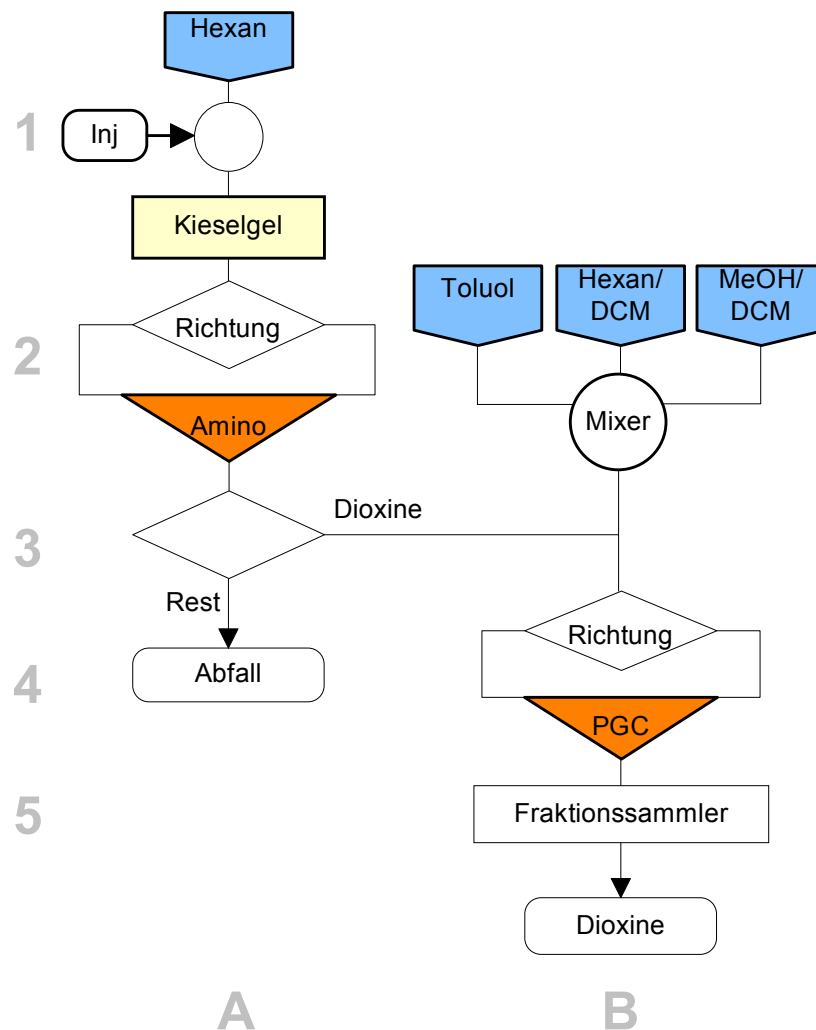 Hexan
1
Inj
Kieselgel
Toluol
Hexan/
DCM
MeOH/
DCM
2
Richtung
Amino
Mixer
3
Dioxine
Rest
Richtung
4
Abfall
PGC
5
Fraktionssammler
Dioxine
A
B